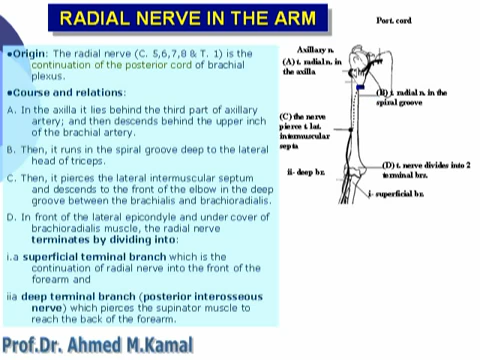 RADIAL NERVE IN THE ARM
●Origin: The radial nerve (C. 5,6,7,8 & T. 1) is the
continuation of the posterior cord of brachial
plexus.
●Course and relations:
A. In the axilla it lies behind the third part of axillary
artery; and then descends behind the upper inch
of the brachial artery.
B. Then, it runs in the spiral groove deep to the lateral
head of triceps.
C. Then, it pierces the lateral intermuscular septum
and descends to the front of the elbow in the deep
groove between the brachialis and brachioradialis.
D. In front of the lateral epicondyle and under cover of
brachioradialis muscle, the radial nerve
terminates by dividing into:
i.a superficial terminal branch which is the
continuation of radial nerve into the front of the
forearm and
iia deep terminal branch (posterior interosseous
nerve) which pierces the supinator muscle to
reach the back of the forearm.
Prof.Dr. Ahmed M.Kamal
Post. cord
Axillary n.
(A) t. radial n. in
the axilla
(B) t. radial n. in the
spiral groove
(C) the nerve
pierce t. lat.
intermuscular
septa
(D) t. nerve divides into 2
terminal brs.
ii- deep br.
i- superficial br.